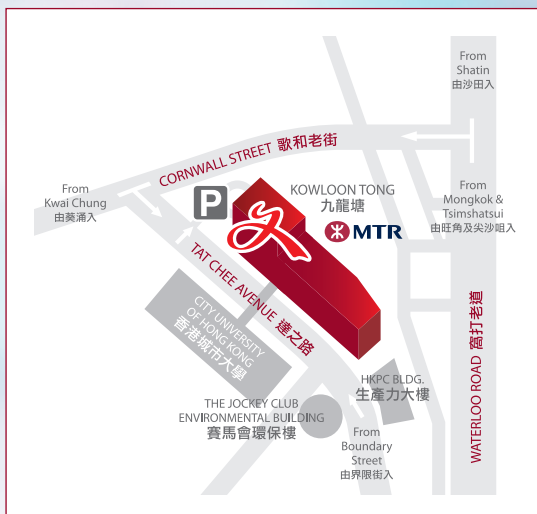 From
Shatin
由沙田入
CORNWALL STREET 歌和老街
From
Kwai Chung
由葵涌入
P
KOWLOON TONG
九龍塘
MTR
From
Mongkok &
Tsimshatsui
由旺角及尖沙咀入
TAT CHEE AVENUE 達之路
CITY UNIVERSITY
OF HONG KONG
香港城市大學
WATERLOO ROAD 窩打老道
HKPC BLDG.
生產力大樓
THE JOCKEY CLUB
ENVIRONMENTAL BUILDING
賽馬會環保樓
From
Boundary
Street
由界限街入